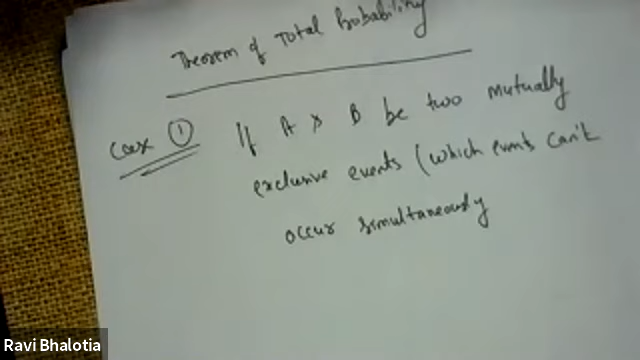 Theorem of Total Probability
Case ① If A & B be two mutually
exclusive events (which events can't
occur simultaneously
Ravi Bhalotia